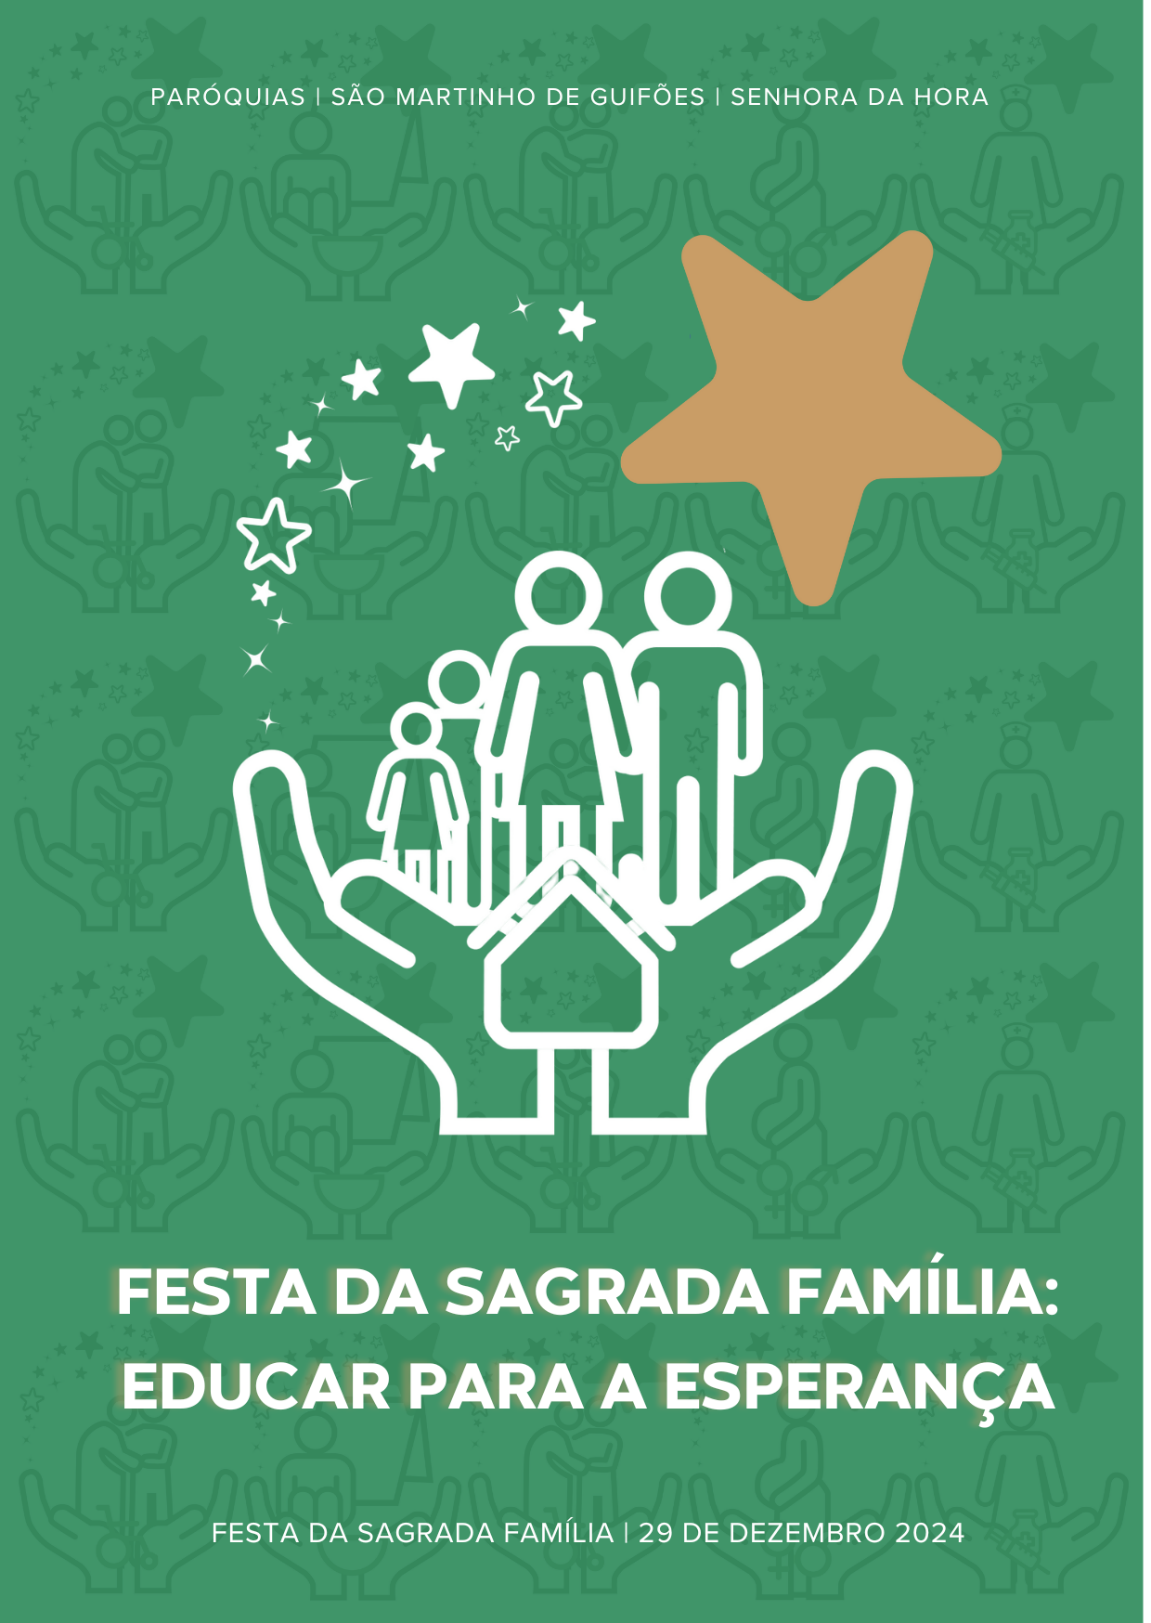 PARÓQUIAS | SÃO MARTINHO DE GUIFÕES | SENHORA DA HORA
FESTA DA SAGRADA FAMÍLIA:
EDUCAR PARA A ESPERANÇA
FESTA DA SAGRADA FAMÍLIA | 29 DE DEZEMBRO 2024